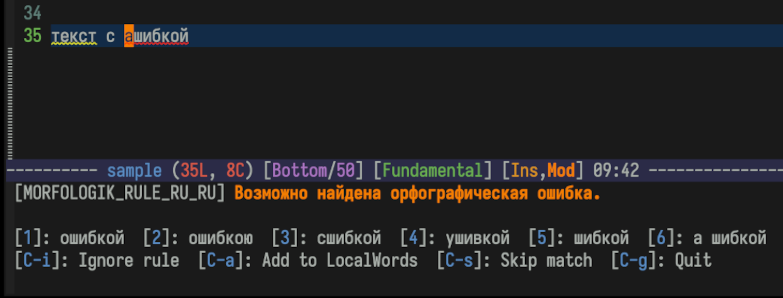 34
35 текст с ашибкой
---------- sample (35L, 8C) [Bottom/50] [Fundamental] [Ins,Mod] 09:42 ---------------
[MORFOLOGIK_RULE_RU_RU] Возможно найдена орфографическая ошибка.
[1]: ошибкой [2]: ошибкою [3]: сшибкой [4]: ушивкой [5]: шибкой [6]: а шибкой
[C-i]: Ignore rule [C-a]: Add to LocalWords [C-s]: Skip match [C-g]: Quit